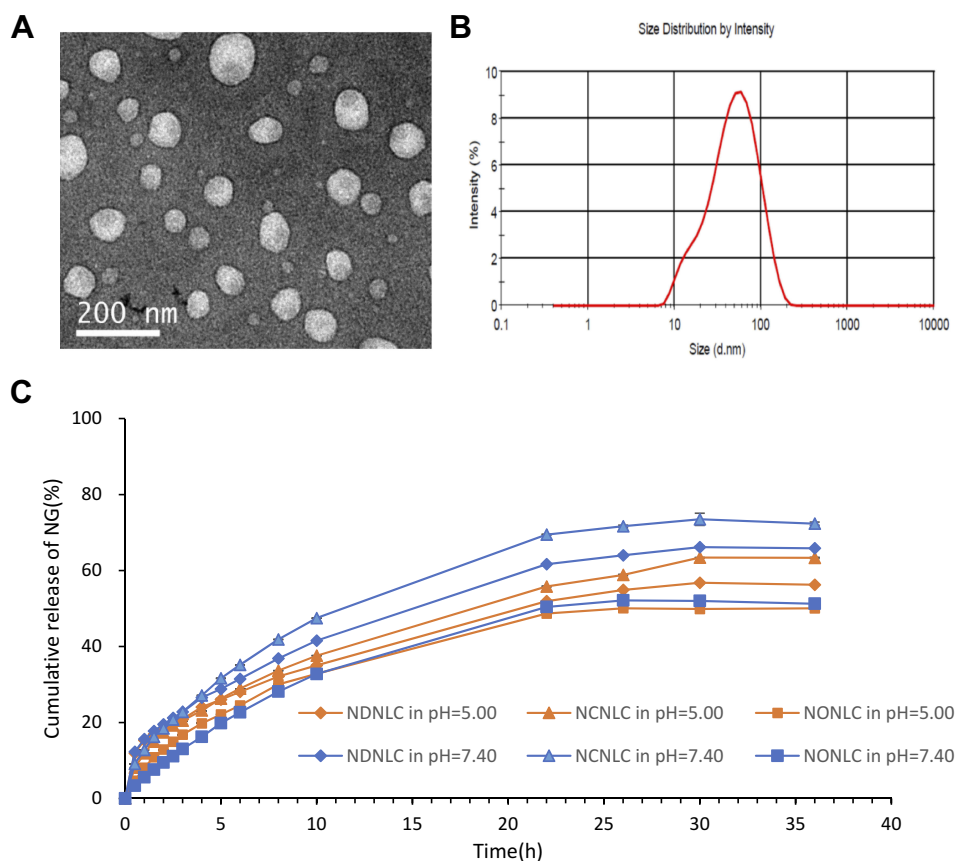 A
200 nm
B
Size Distribution by Intensity
Intensity (%)
10
8
6
4
2
0
0.1 1 10 100 1000 10000
Size (d.nm)
C
Cumulative release of NG(%)
100
80
60
40
20
0
NDNLC in pH=5.00 NCNLC in pH=5.00 NONLC in pH=5.00
NDNLC in pH=7.40 NCNLC in pH=7.40 NONLC in pH=7.40
0 5 10 15 20 25 30 35 40
Time(h)